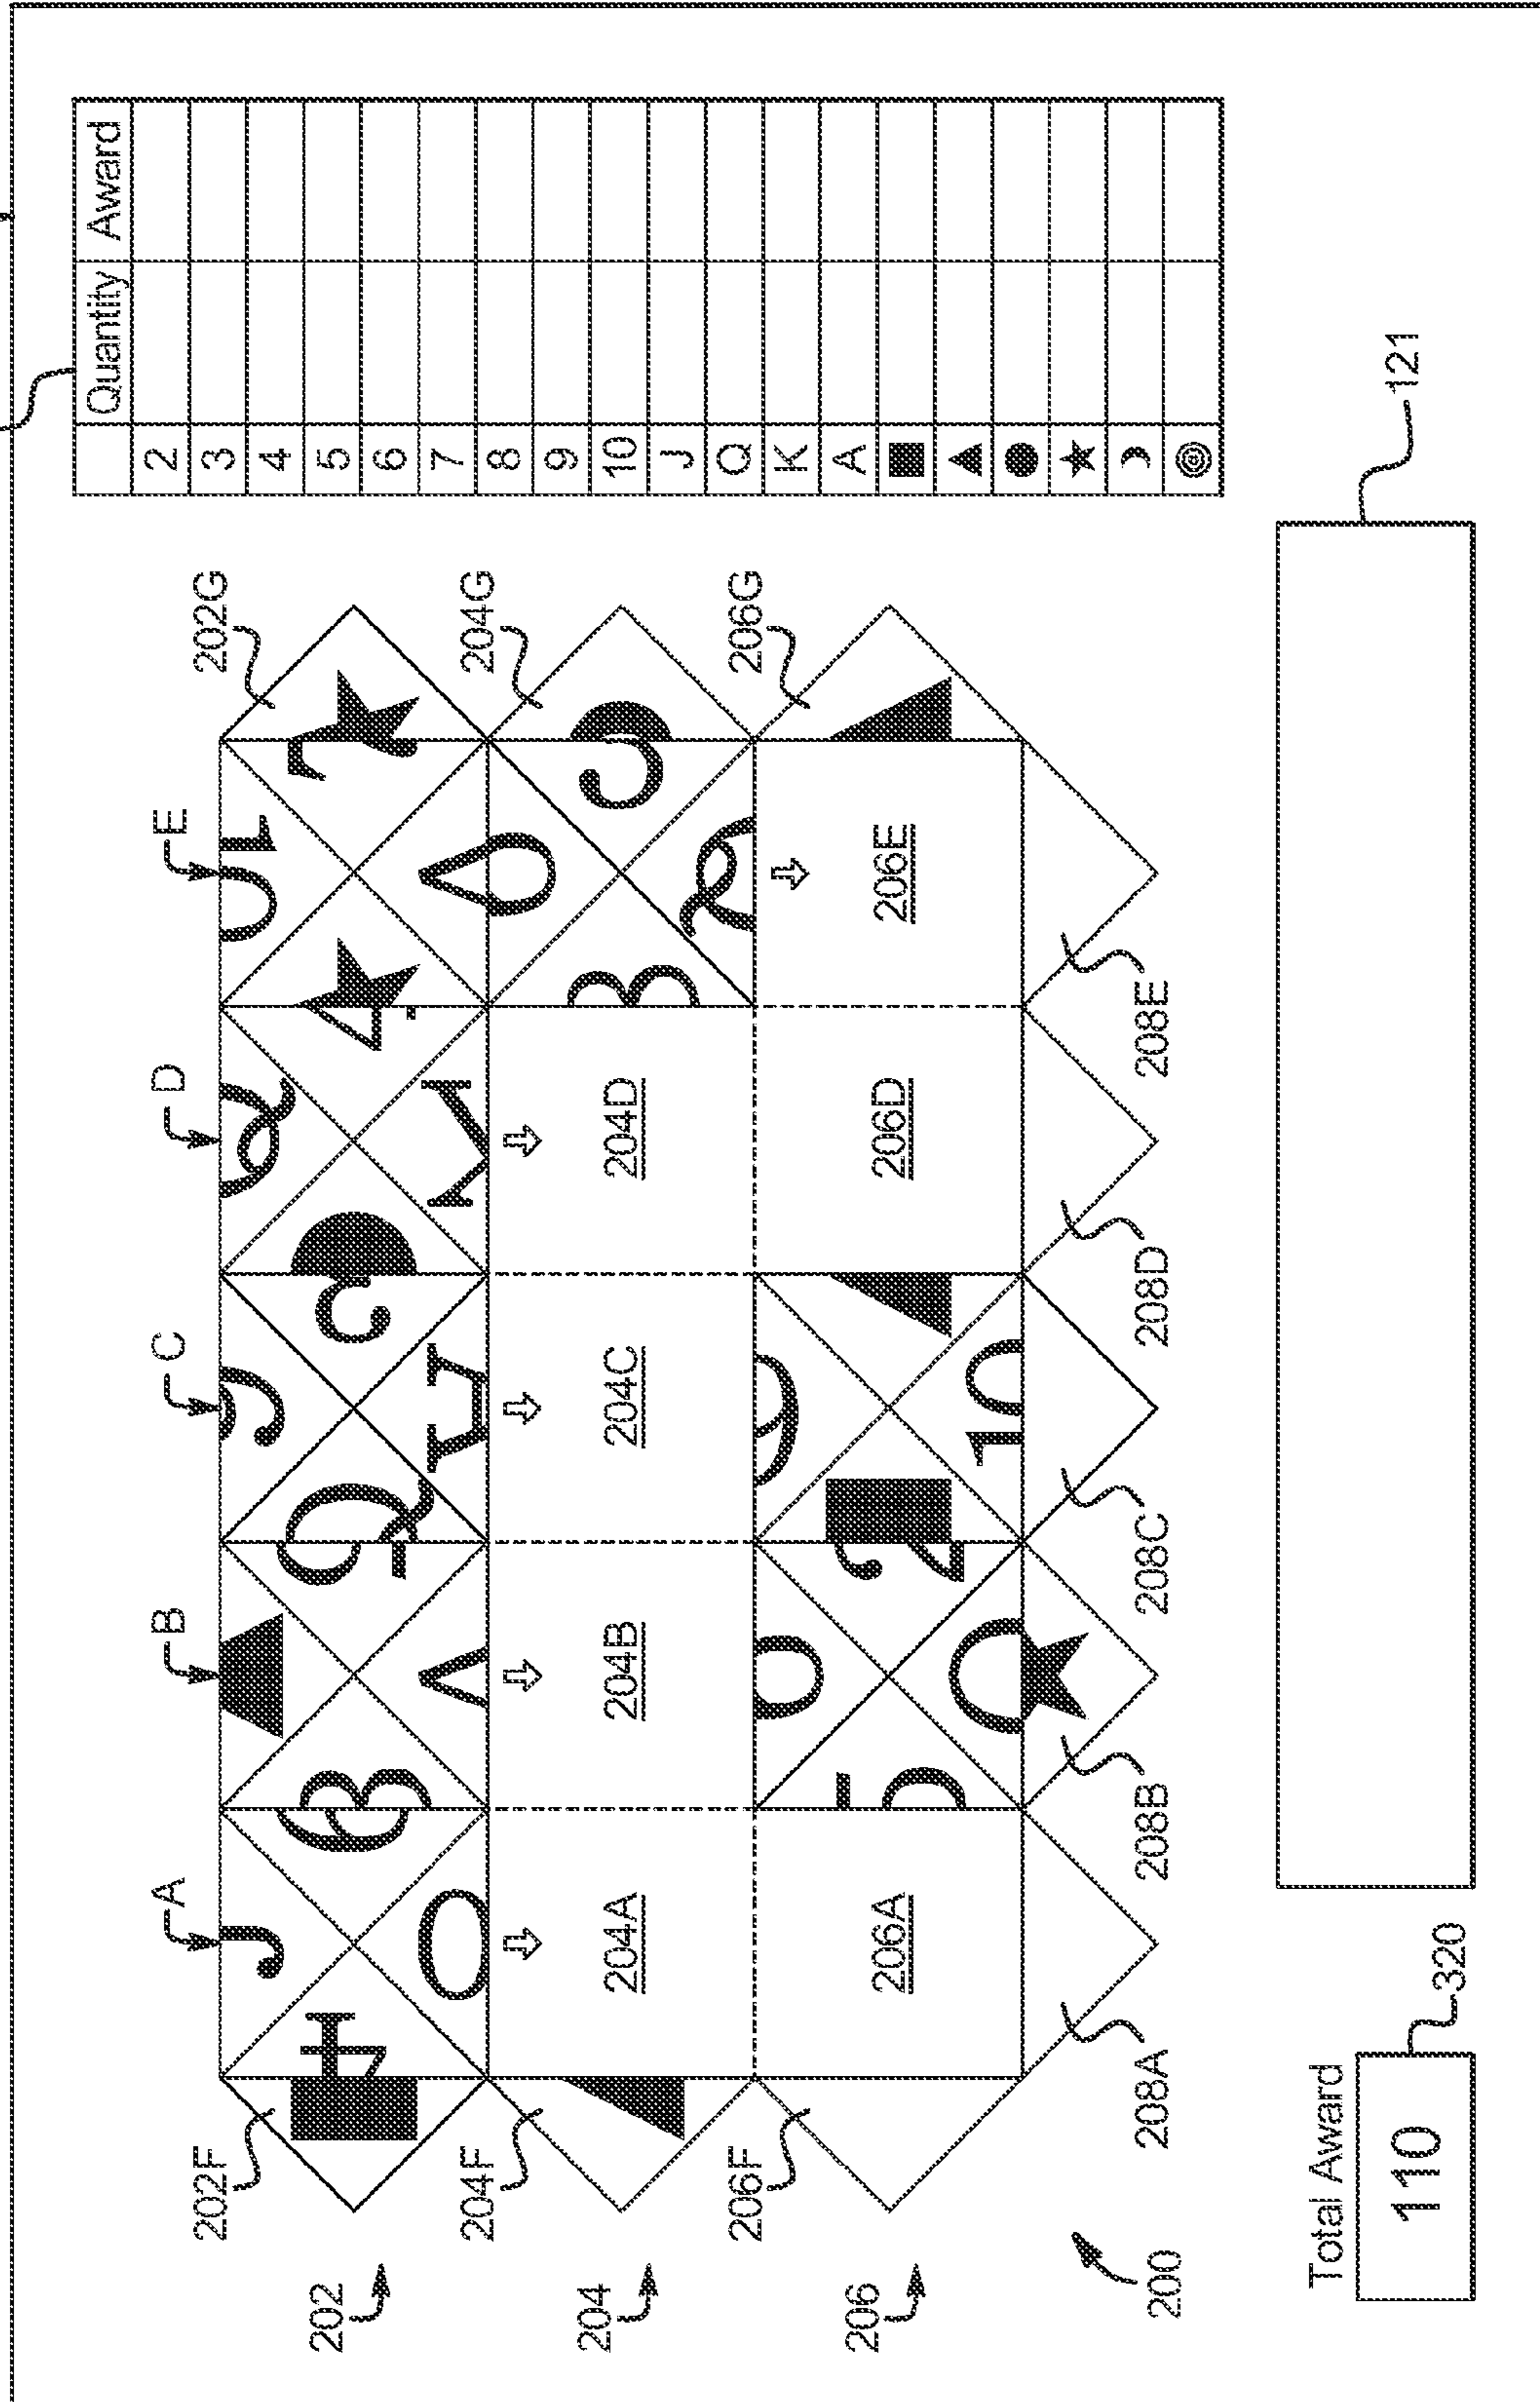 A B C D E
202F
202G
202
204A 204B 204C 204D
204F
204G
204
206A 206D 206E
206F
206G
206
208A 208B 208C 208D 208E
200
Quantity Award
2
3
4
5
6
7
8
9
10
J
Q
K
A
Total Award
110
320
121